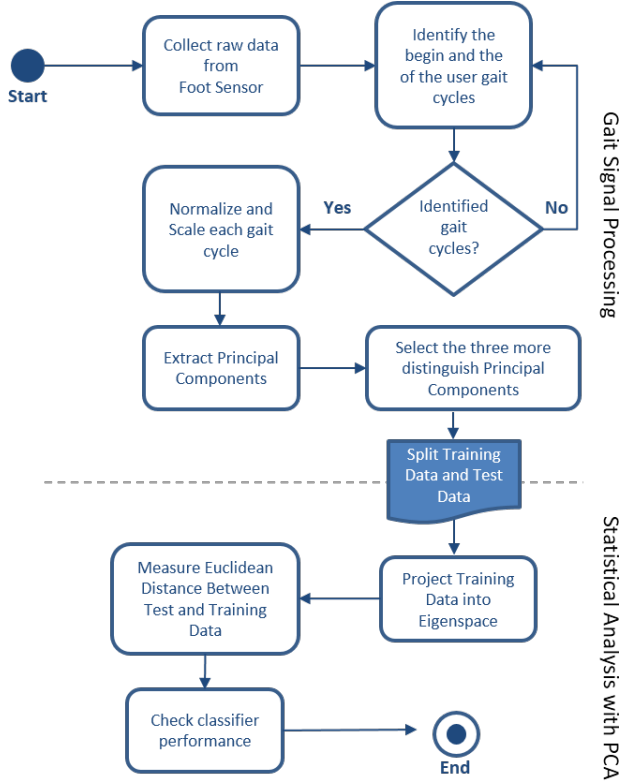 Start
Collect raw data
from
Foot Sensor
Identify the
begin and the
of the user gait
cycles
Identified
gait
cycles?
Yes
No
Normalize and
Scale each gait
cycle
Extract Principal
Components
Select the three more
distinguish Principal
Components
Gait Signal Processing
Split Training
Data and Test
Data
Project Training
Data into
Eigenspace
Measure Euclidean
Distance Between
Test and Training
Data
Check classifier
performance
End
Statistical Analysis with PCA